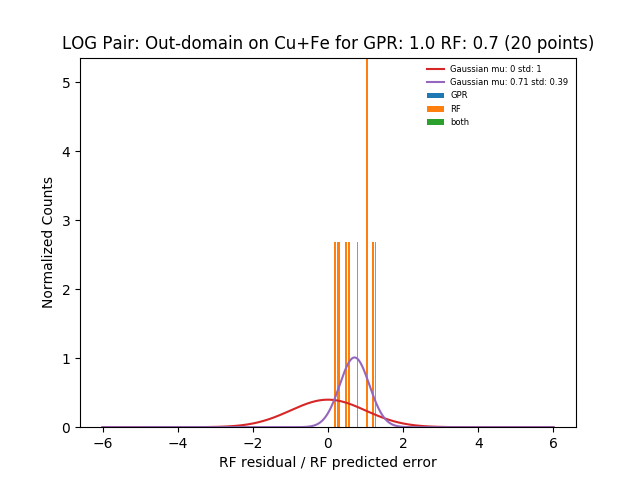 LOG Pair: Out-domain on Cu+Fe for GPR: 1.0 RF: 0.7 (20 points)
Gaussian mu: 0 std: 1
Gaussian mu: 0.71 std: 0.39
GPR
RF
both
Normalized Counts
5
4
3
2
1
0
−6
−4
−2
0
2
4
6
RF residual / RF predicted error